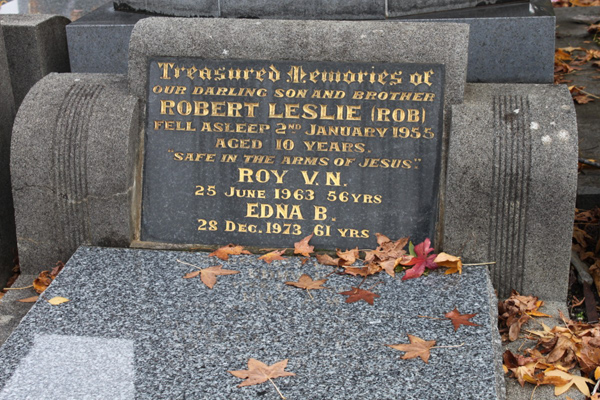 Treasured Memories of
OUR DARLING SON AND BROTHER
ROBERT LESLIE (ROB)
FELL ASLEEP 2ND JANUARY 1955
AGED 10 YEARS.
"SAFE IN THE ARMS OF JESUS".
ROY V. N.
25 JUNE 1963 56YRS
EDNA B.
28 DEC. 1973 61 YRS